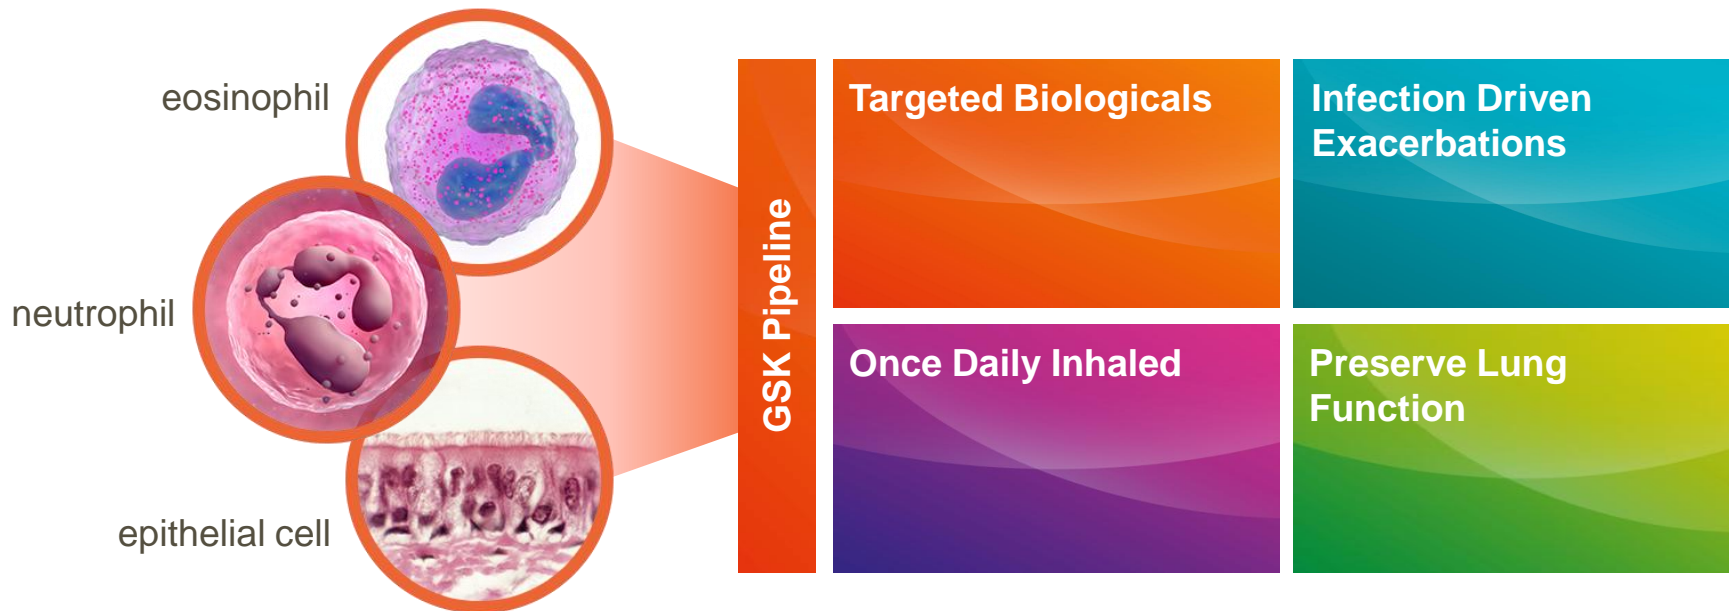 eosinophil
neutrophil
epithelial cell
GSK Pipeline
Targeted Biologicals
Infection Driven
Exacerbations
Once Daily Inhaled
Preserve Lung
Function